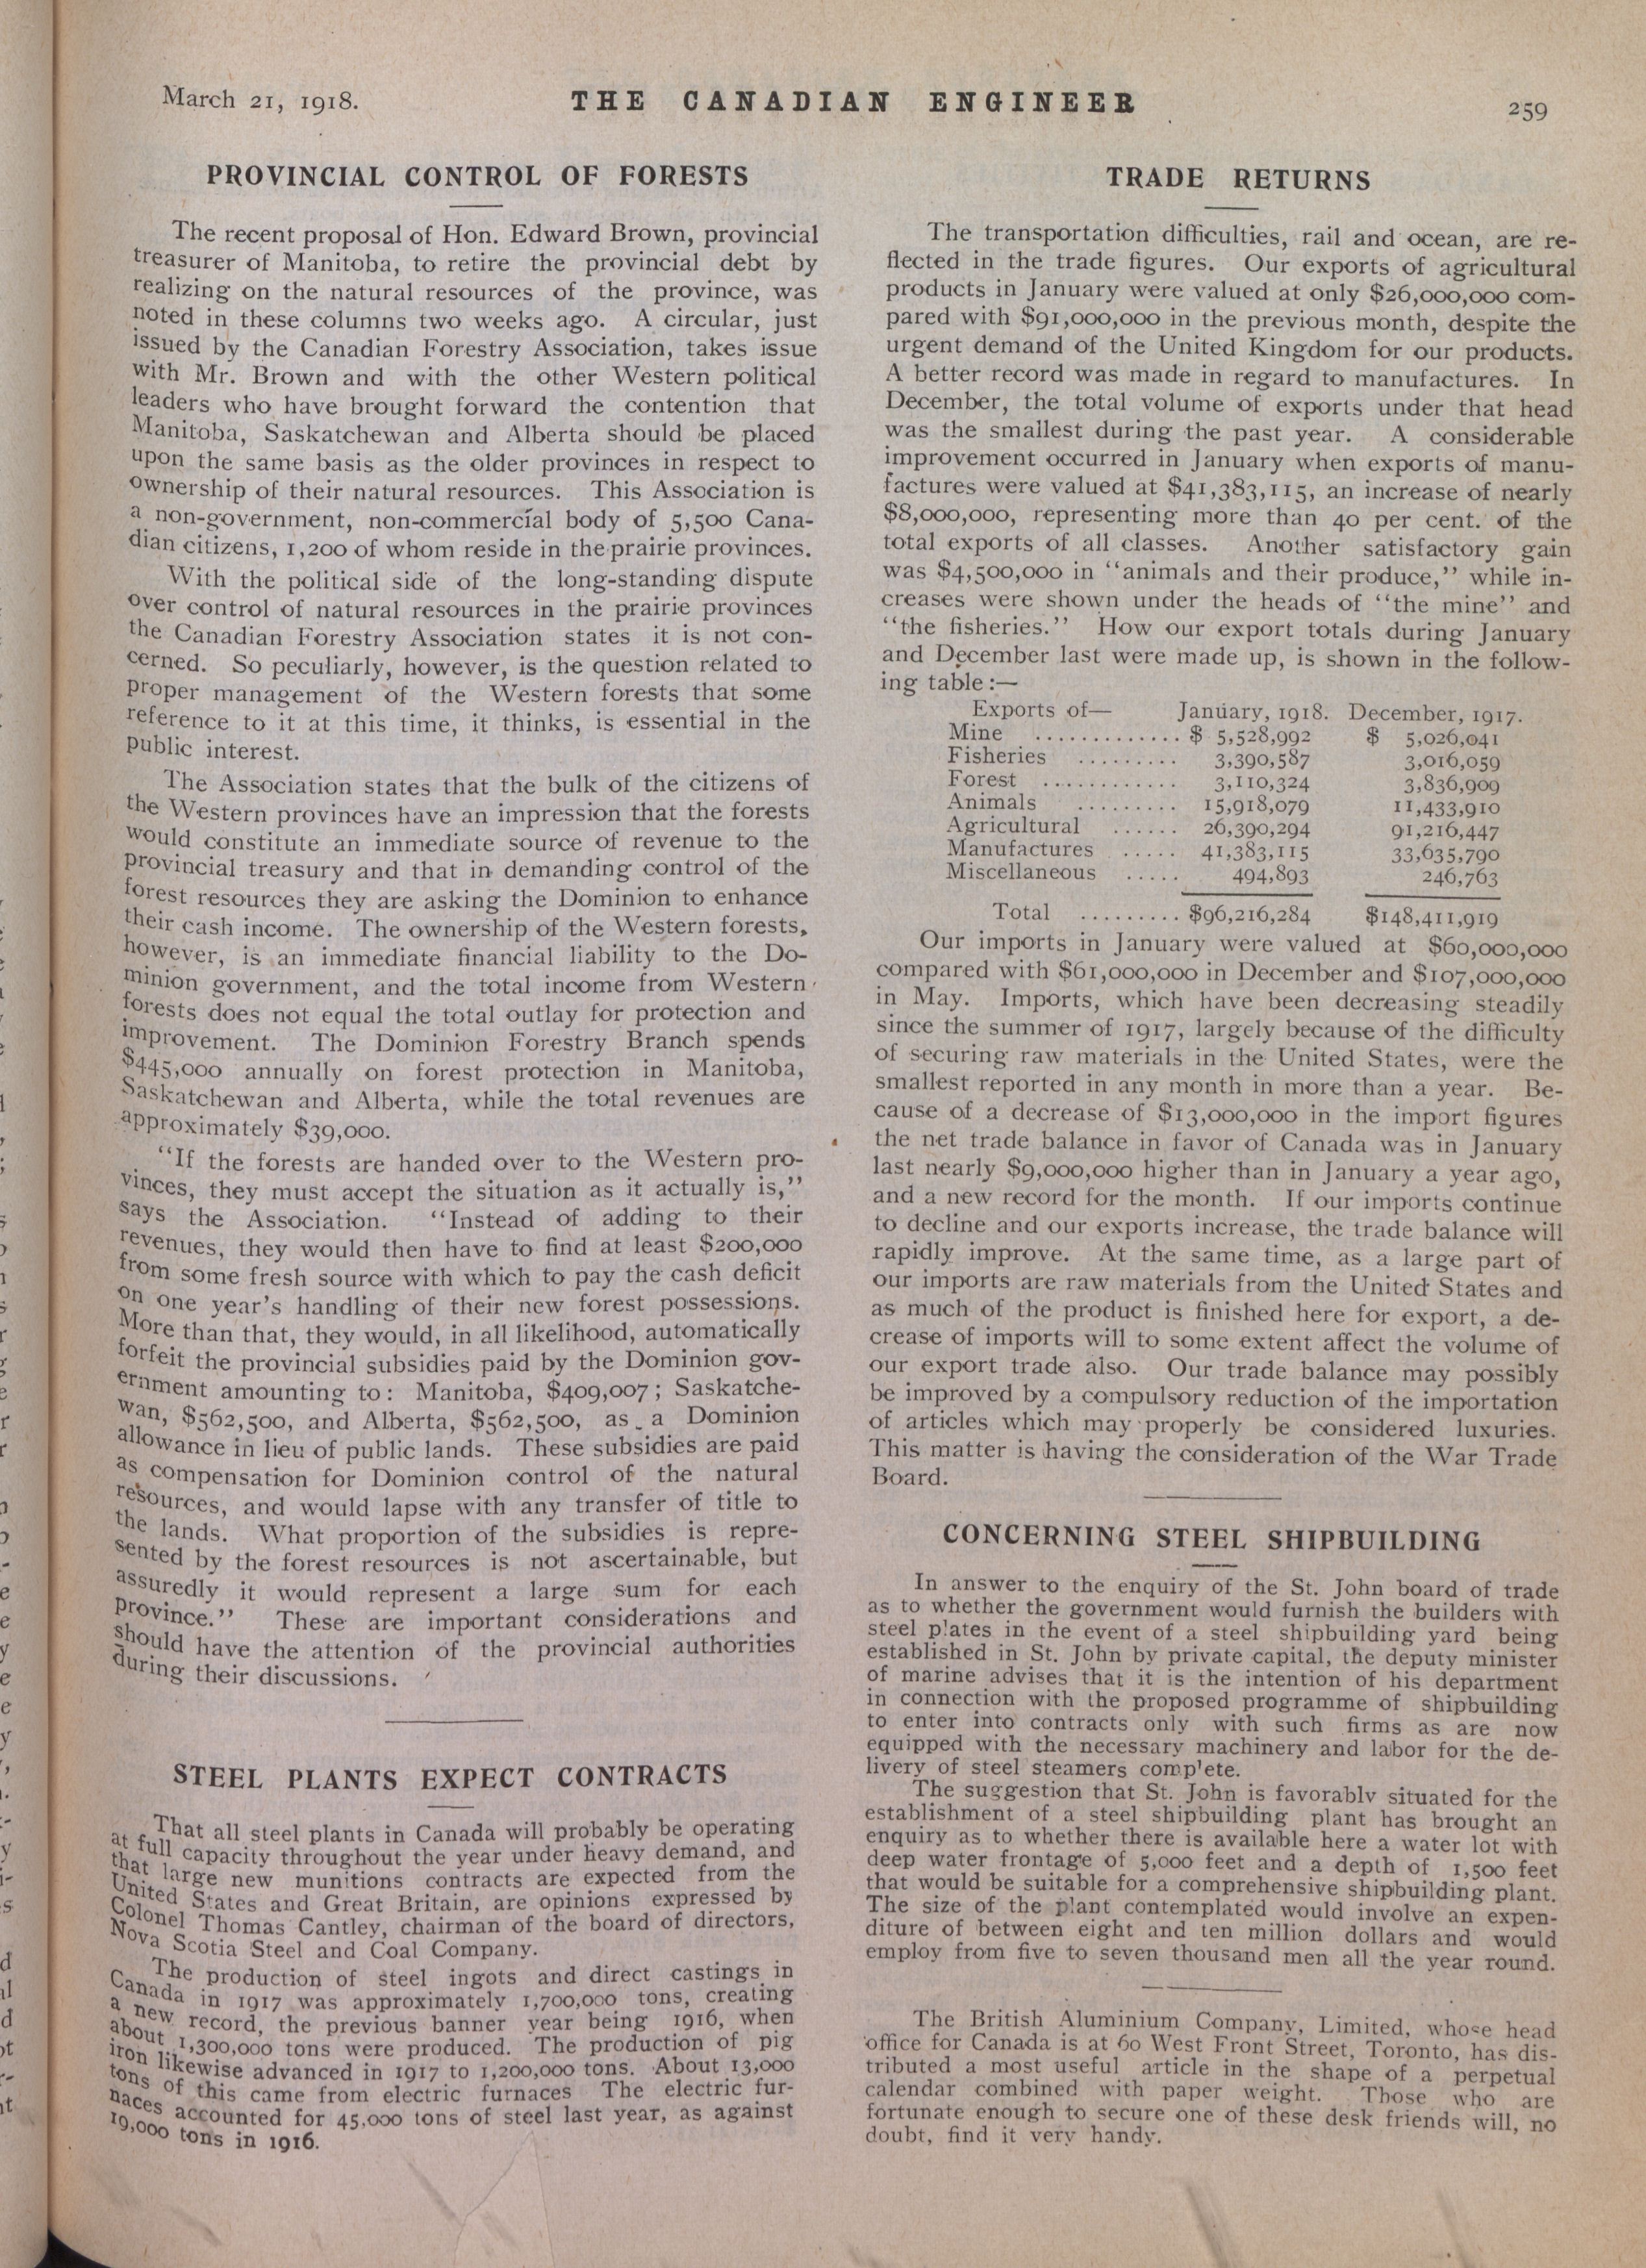 March 21, 1918.
THE CANADIAN ENGINEER
259
PROVINCIAL CONTROL OF FORESTS
The recent proposal of Hon. Edward Brown, provincial
treasurer of Manitoba, to retire the provincial debt by
realizing on the natural resources of the province, was
noted in these columns two weeks ago. A circular, just
issued by the Canadian Forestry Association, takes issue
with Mr. Brown and with the other Western political
leaders who have brought forward the contention that
Manitoba, Saskatchewan and Alberta should be placed
upon the same basis as the older provinces in respect to
ownership of their natural resources. This Association is
a non-government, non-commercial body of 5,500 Cana-
dian citizens, 1,200 of whom reside in the prairie provinces.
With the political side of the long-standing dispute
over control of natural resources in the prairie provinces
the Canadian Forestry Association states it is not con-
cerned. So peculiarly, however, is the question related to
proper management of the Western forests that some
reference to it at this time, it thinks, is essential in the
public interest.
The Association states that the bulk of the citizens of
the Western provinces have an impression that the forests
would constitute an immediate source of revenue to the
provincial treasury and that in demanding control of the
forest resources they are asking the Dominion to enhance
their cash income. The ownership of the Western forests,
however, is an immediate financial liability to the Do-
minion government, and the total income from Western
forests does not equal the total outlay for protection and
improvement. The Dominion Forestry Branch spends
$445,000 annually on forest protection in Manitoba,
Saskatchewan and Alberta, while the total revenues are
approximately $39,000.
"If the forests are handed over to the Western pro-
vinces, they must accept the situation as it actually is,"
says the Association. "Instead of adding to their
revenues, they would then have to find at least $200,000
from some fresh source with which to pay the cash deficit
on one year's handling of their new forest possessions.
More than that, they would, in all likelihood, automatically
forfeit the provincial subsidies paid by the Dominion gov-
ernment amounting to: Manitoba, $409,007; Saskatche-
wan, $562,500, and Alberta, $562,500, as a Dominion
allowance in lieu of public lands. These subsidies are paid
as compensation for Dominion control of the natural
resources, and would lapse with any transfer of title to
the lands. What proportion of the subsidies is repre-
sented by the forest resources is not ascertainable, but
assuredly it would represent a large sum for each
province." These are important considerations and
should have the attention of the provincial authorities
during their discussions.
STEEL PLANTS EXPECT CONTRACTS
That all steel plants in Canada will probably be operating
at full capacity throughout the year under heavy demand, and
that large new munitions contracts are expected from the
United States and Great Britain, are opinions expressed by
Colonel Thomas Cantley, chairman of the board of directors,
Nova Scotia Steel and Coal Company.
The production of steel ingots and direct castings in
Canada in 1917 was approximately 1,700,000 tons, creating
a new record, the previous banner year being 1916, when
about 1,300,000 tons were produced. The production of pig
iron likewise advanced in 1917 to 1,200,000 tons. About 13,000
tons of this came from electric furnaces The electric fur-
naces accounted for 45,000 tons of steel last year, as against
19,000 tons in 1916.
TRADE RETURNS
The transportation difficulties, rail and ocean, are re-
flected in the trade figures. Our exports of agricultural
products in January were valued at only $26,000,000 com-
pared with $91,000,000 in the previous month, despite the
urgent demand of the United Kingdom for our products.
A better record was made in regard to manufactures. In
December, the total volume of exports under that head
was the smallest during the past year. A considerable
improvement occurred in January when exports of manu-
factures were valued at $41,383,115, an increase of nearly
$8,000,000, representing more than 40 per cent. of the
total exports of all classes. Another satisfactory gain
was $4,500,000 in "animals and their produce," while in-
creases were shown under the heads of "the mine" and
"the fisheries." How our export totals during January
and December last were made up, is shown in the follow-
ing table:—
Exports of— January, 1918. December, 1917.
Mine ............. $ 5,528,992 $ 5,026,041
Fisheries ......... 3,390,587 3,016,059
Forest ............ 3,110,324 3,836,909
Animals ......... 15,918,079 11,433,910
Agricultural ...... 26,390,294 91,216,447
Manufactures ..... 41,383,115 33,635,790
Miscellaneous ..... 494,893 246,763
Total ......... $96,216,284 $148,411,919
Our imports in January were valued at $60,000,000
compared with $61,000,000 in December and $107,000,000
in May. Imports, which have been decreasing steadily
since the summer of 1917, largely because of the difficulty
of securing raw materials in the United States, were the
smallest reported in any month in more than a year. Be-
cause of a decrease of $13,000,000 in the import figures
the net trade balance in favor of Canada was in January
last nearly $9,000,000 higher than in January a year ago,
and a new record for the month. If our imports continue
to decline and our exports increase, the trade balance will
rapidly improve. At the same time, as a large part of
our imports are raw materials from the United States and
as much of the product is finished here for export, a de-
crease of imports will to some extent affect the volume of
our export trade also. Our trade balance may possibly
be improved by a compulsory reduction of the importation
of articles which may properly be considered luxuries.
This matter is having the consideration of the War Trade
Board.
CONCERNING STEEL SHIPBUILDING
In answer to the enquiry of the St. John board of trade
as to whether the government would furnish the builders with
steel plates in the event of a steel shipbuilding yard being
established in St. John by private capital, the deputy minister
of marine advises that it is the intention of his department
in connection with the proposed programme of shipbuilding
to enter into contracts only with such firms as are now
equipped with the necessary machinery and labor for the de-
livery of steel steamers complete.
The suggestion that St. John is favorably situated for the
establishment of a steel shipbuilding plant has brought an
enquiry as to whether there is available here a water lot with
deep water frontage of 5,000 feet and a depth of 1,500 feet
that would be suitable for a comprehensive shipbuilding plant.
The size of the plant contemplated would involve an expen-
diture of between eight and ten million dollars and would
employ from five to seven thousand men all the year round.
The British Aluminium Company, Limited, whose head
office for Canada is at 60 West Front Street, Toronto, has dis-
tributed a most useful article in the shape of a perpetual
calendar combined with paper weight. Those who are
fortunate enough to secure one of these desk friends will, no
doubt, find it very handy.